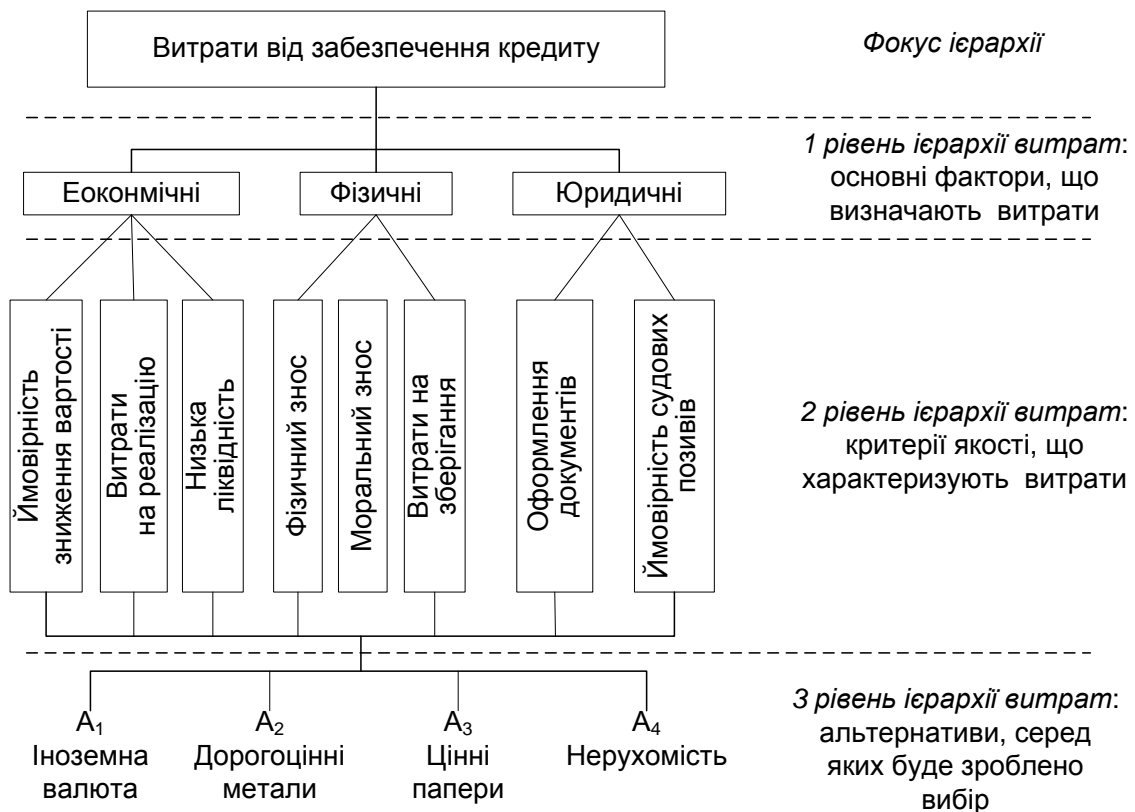 Витрати від забезпечення кредиту
Фокус ієрархії
1 рівень ієрархії витрат:
основні фактори, що
визначають витрати
Еоконмічні
Фізичні
Юридичні
Ймовірність
зниження вартості
Витрати
на реалізацію
Низька
ліквідність
Фізичний знос
Моральний знос
Витрати на
зберігання
Оформлення
документів
Ймовірність судових
позивів
2 рівень ієрархії витрат:
критерії якості, що
характеризують витрати
A1
Іноземна
валюта
A2
Дорогоцінні
метали
A3
Цінні
папери
A4
Нерухомість
3 рівень ієрархії витрат:
альтернативи, серед
яких буде зроблено
вибір